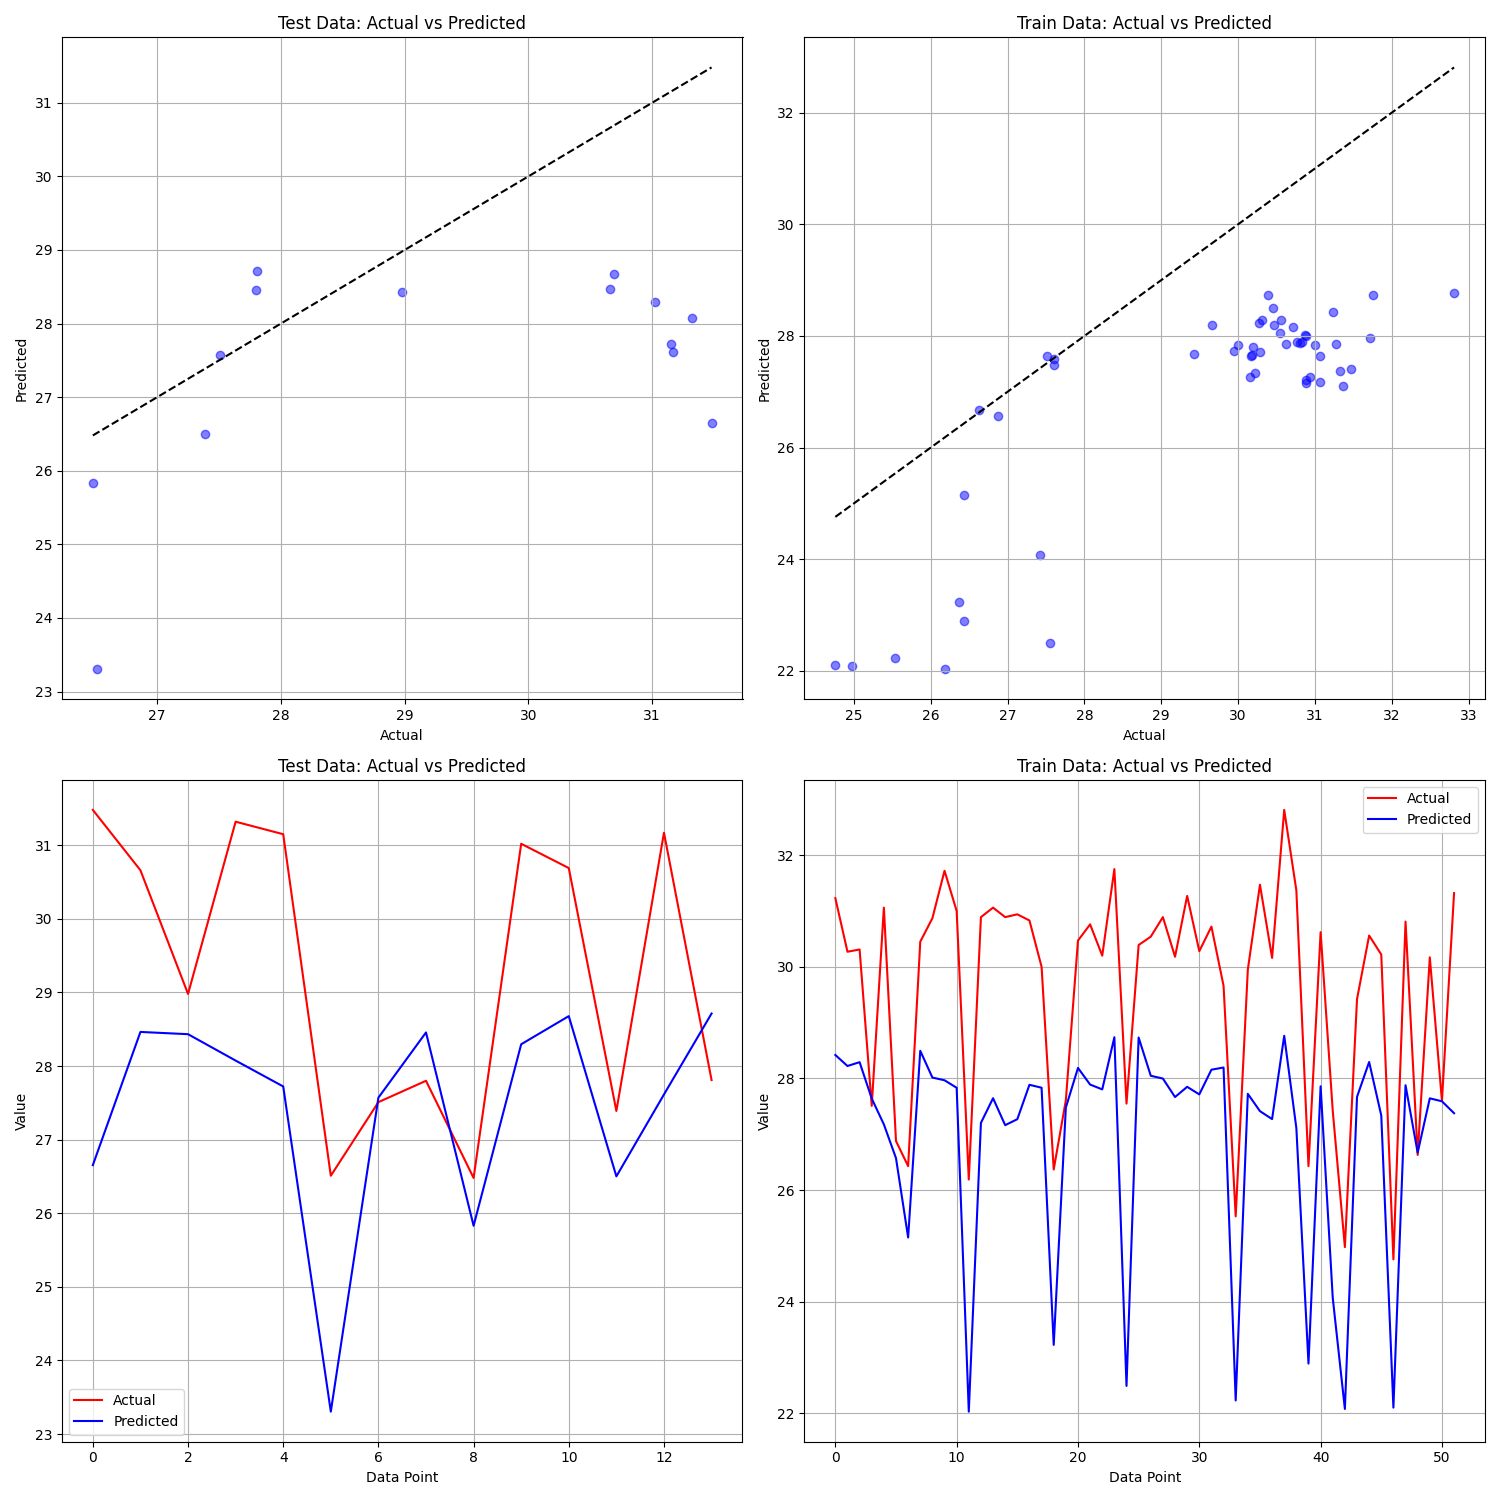 Test Data: Actual vs Predicted
31
30
29
28
27
26
25
24
23
Predicted
27 28 29 30 31
Actual
Train Data: Actual vs Predicted
32
30
28
26
24
22
Predicted
25 26 27 28 29 30 31 32 33
Actual
Test Data: Actual vs Predicted
31
30
29
28
27
26
25
24
23
Value
Actual
Predicted
0 2 4 6 8 10 12
Data Point
Train Data: Actual vs Predicted
Actual
Predicted
32
30
28
26
24
22
Value
0 10 20 30 40 50
Data Point